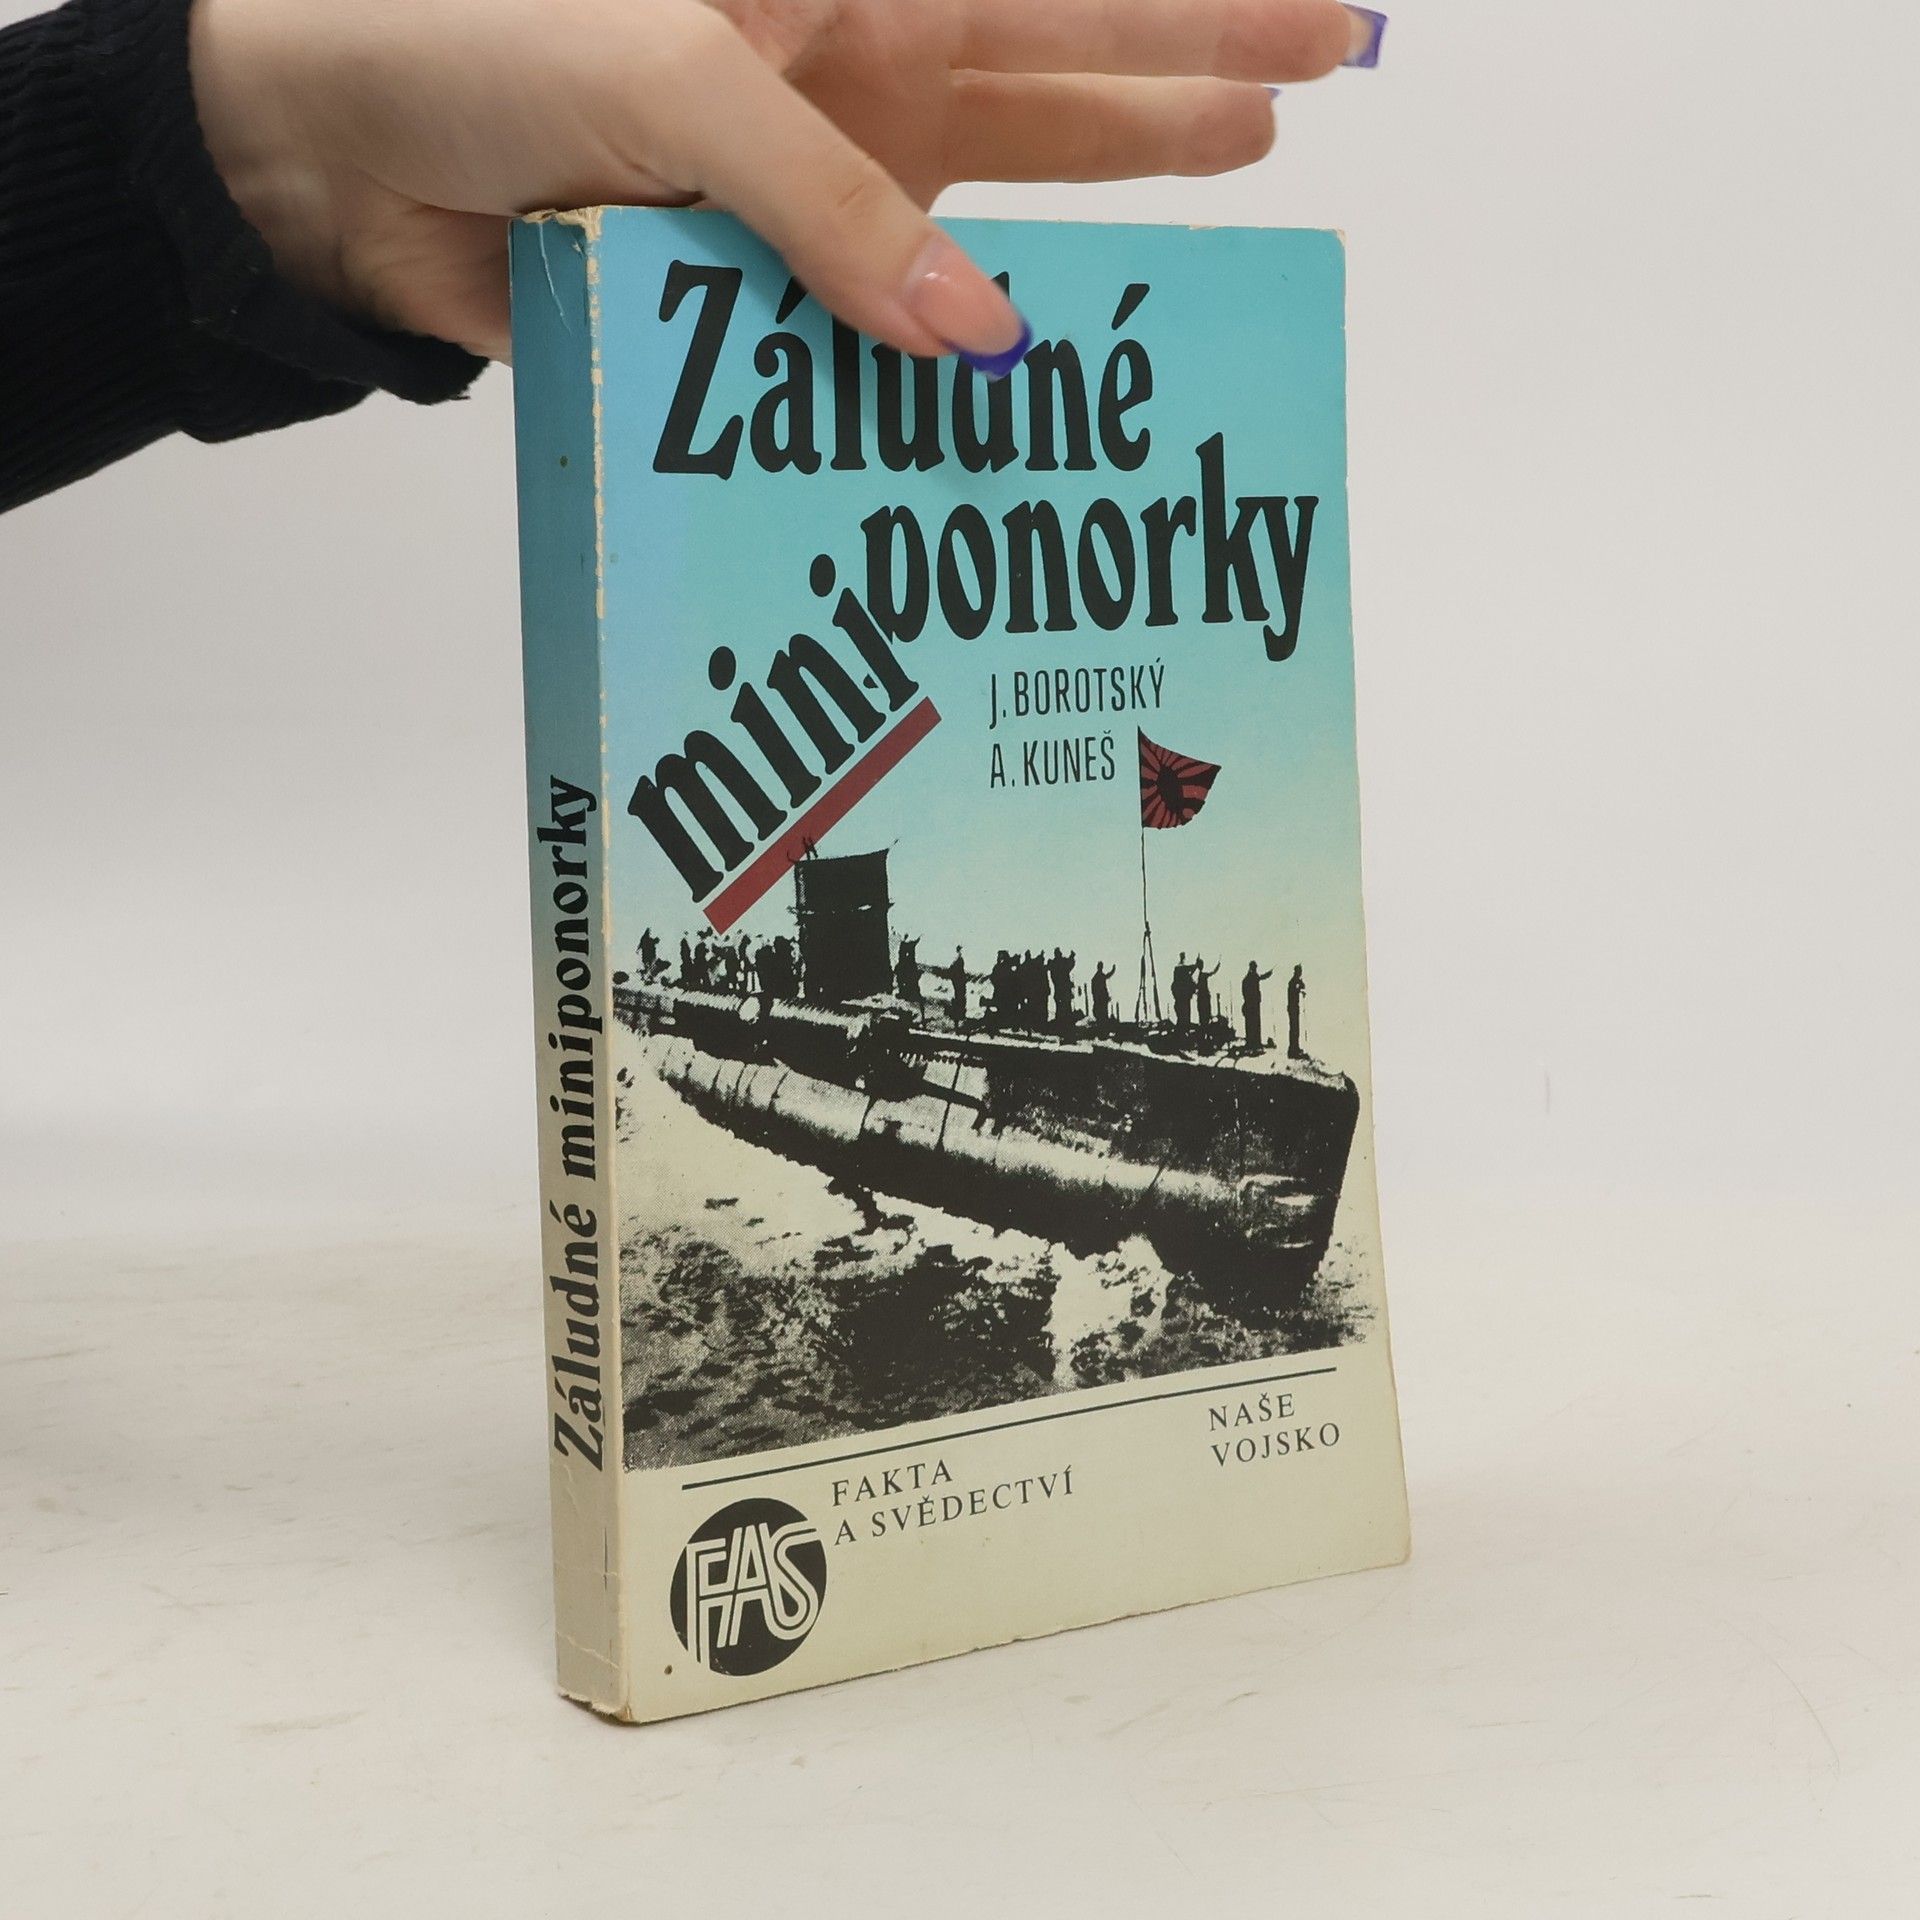 Záludné
miniponorky
J. BOROTSKÝ
A. KUNEŠ
FAKTA
A SVĚDECTVÍ
NAŠE
VOJSKO
FAS
Záludné miniponorky